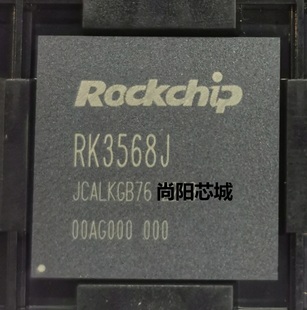 Rockchip
RK3568J
JCALKGB76 尚阳芯城
00AG000 000